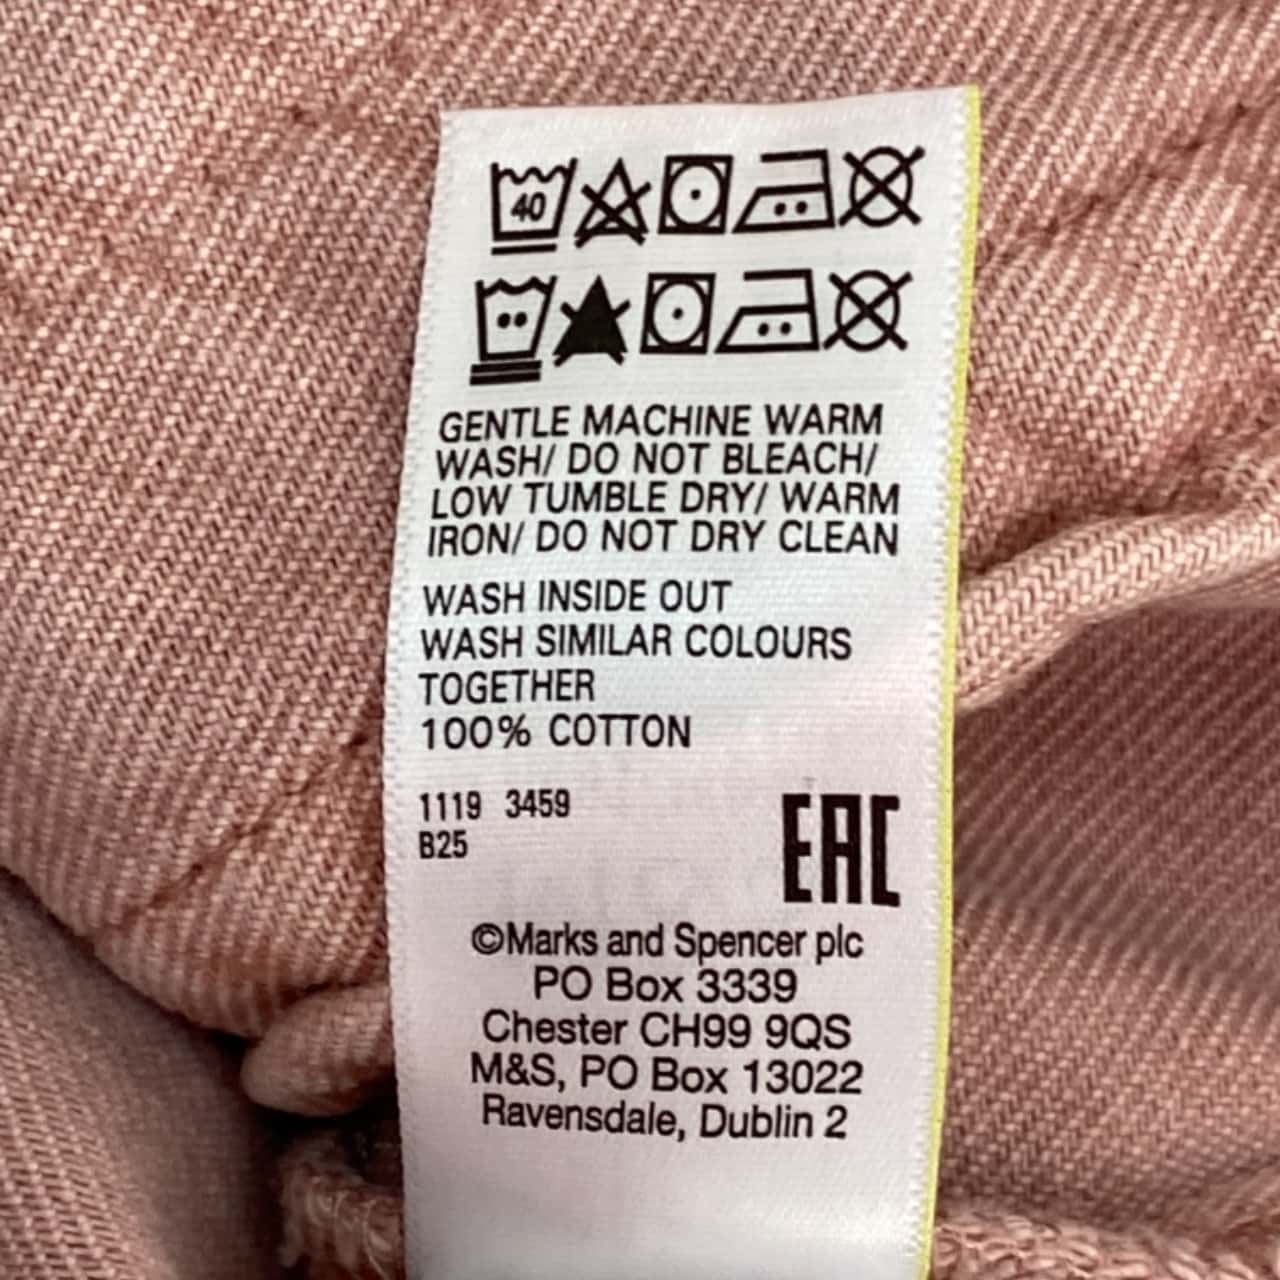 40
GENTLE MACHINE WARM
WASH/ DO NOT BLEACH/
LOW TUMBLE DRY/ WARM
IRON/ DO NOT DRY CLEAN
WASH INSIDE OUT
WASH SIMILAR COLOURS
TOGETHER
100% COTTON
1119 3459
B25
EAC
©Marks and Spencer plc
PO Box 3339
Chester CH99 9QS
M&S, PO Box 13022
Ravensdale, Dublin 2